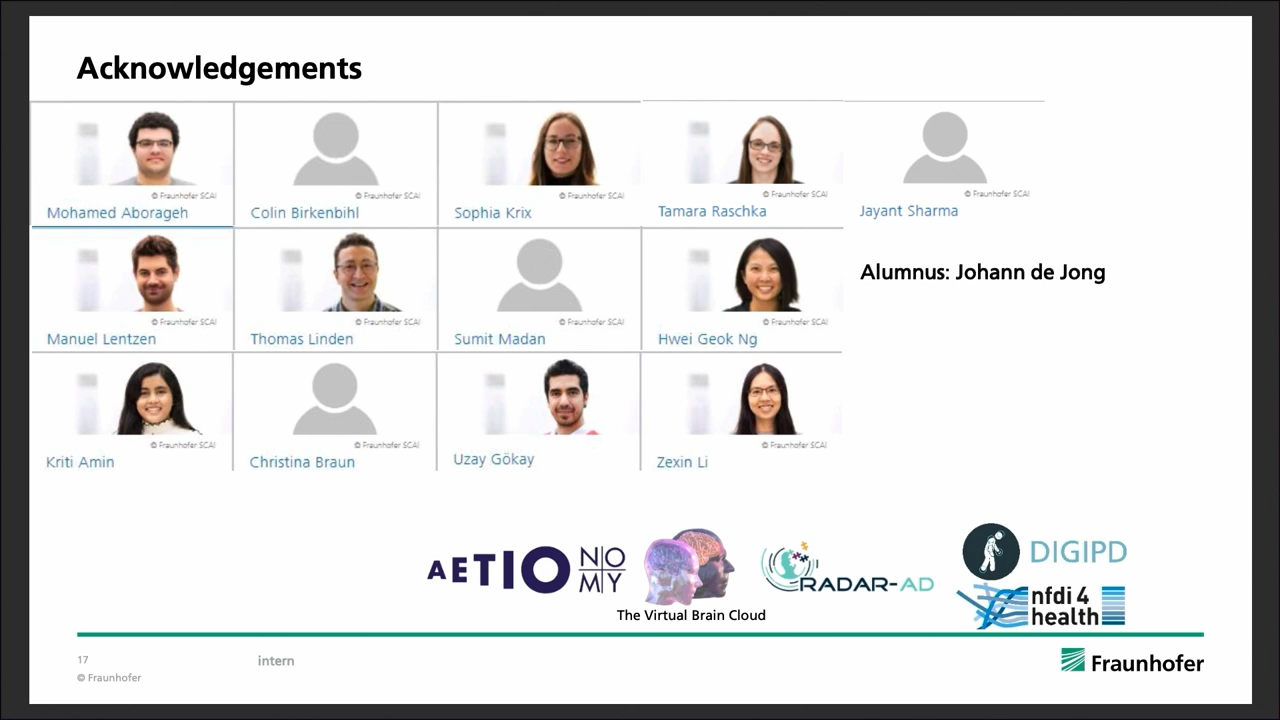 Acknowledgements
© Fraunhofer SCAI © Fraunhofer SCAI © Fraunhofer SCAI © Fraunhofer SCAI © Fraunhofer SCAI
Mohamed Aborageh Colin Birkenbihl Sophia Krix Tamara Raschka Jayant Sharma
Alumnus: Johann de Jong
© Fraunhofer SCAI © Fraunhofer SCAI © Fraunhofer SCAI © Fraunhofer SCAI
Manuel Lentzen Thomas Linden Sumit Madan Hwei Geok Ng
© Fraunhofer SCAI © Fraunhofer SCAI © Fraunhofer SCAI © Fraunhofer SCAI
Kriti Amin Christina Braun Uzay Gökay Zexin Li
AETIONOMY
The Virtual Brain Cloud
RADAR-AD
DIGIPD
nfdi 4
health
17 intern
© Fraunhofer
Fraunhofer